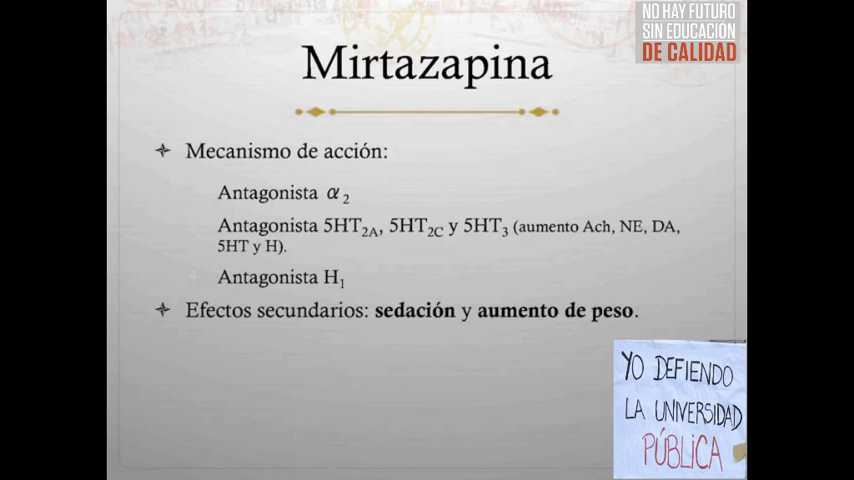 NO HAY FUTURO
SIN EDUCACIÓN
DE CALIDAD
Mirtazapina
Mecanismo de acción:
Antagonista α2
Antagonista 5HT2A, 5HT2C y 5HT3 (aumento Ach, NE, DA,
5HT y H).
Antagonista H1
Efectos secundarios: sedación y aumento de peso.
YO DEFIENDO
LA UNIVERSIDAD
PÚBLICA